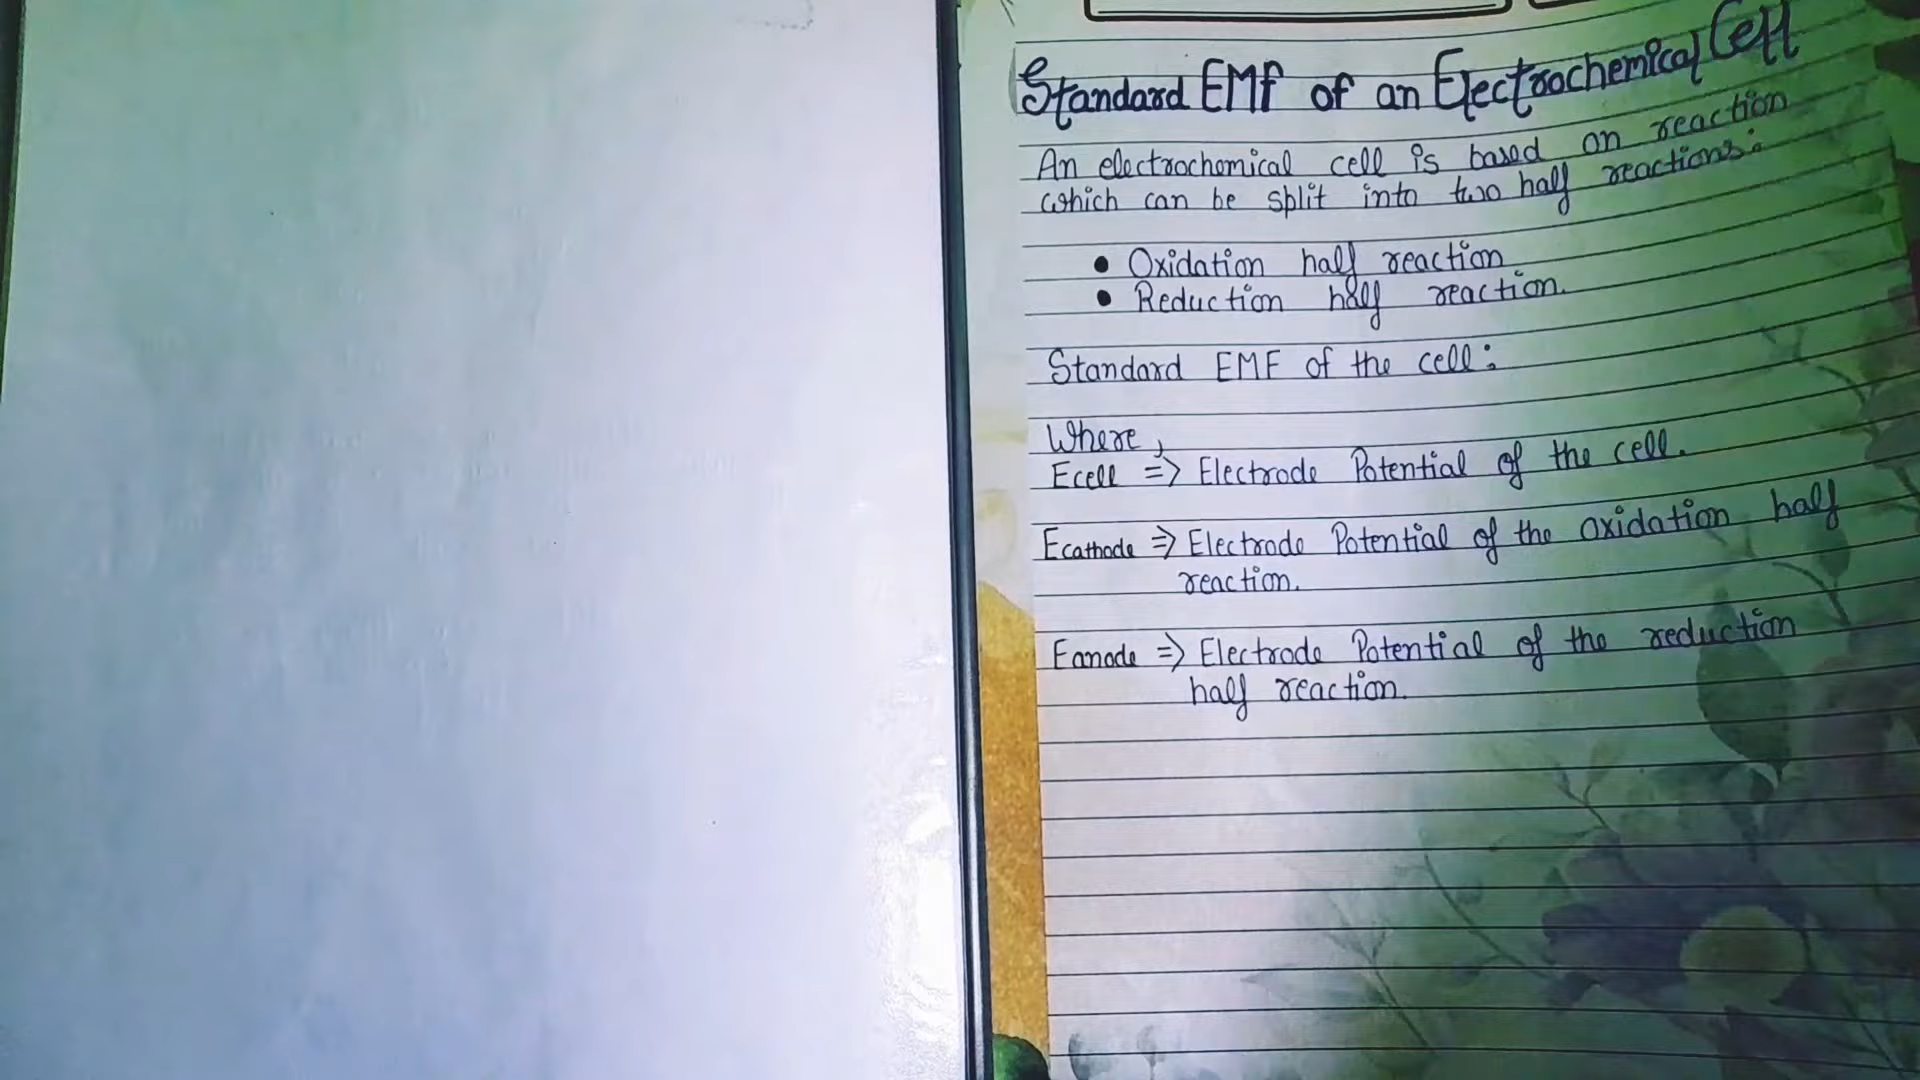 Standard EMF of an Electrochemical Cell
An electrochemical cell is based on reaction
which can be split into two half reactions:
• Oxidation half reaction
• Reduction half reaction.
Standard EMF of the cell:
Where,
Ecell => Electrode Potential of the cell.
Ecathode => Electrode Potential of the oxidation half
reaction.
Eanode => Electrode Potential of the reduction
half reaction.